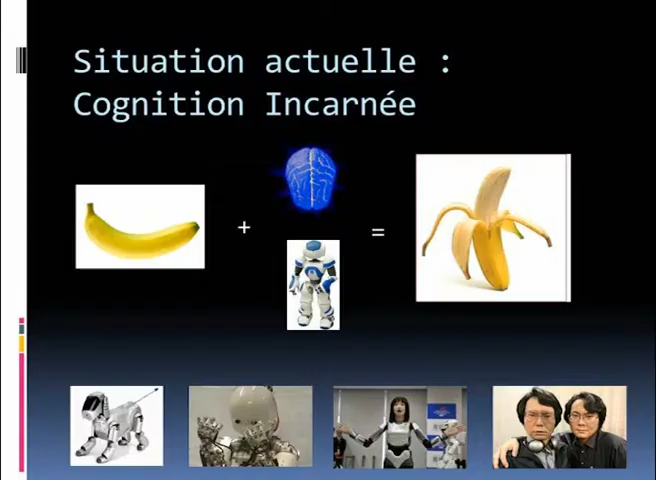 Situation actuelle :
Cognition Incarnée
+
=